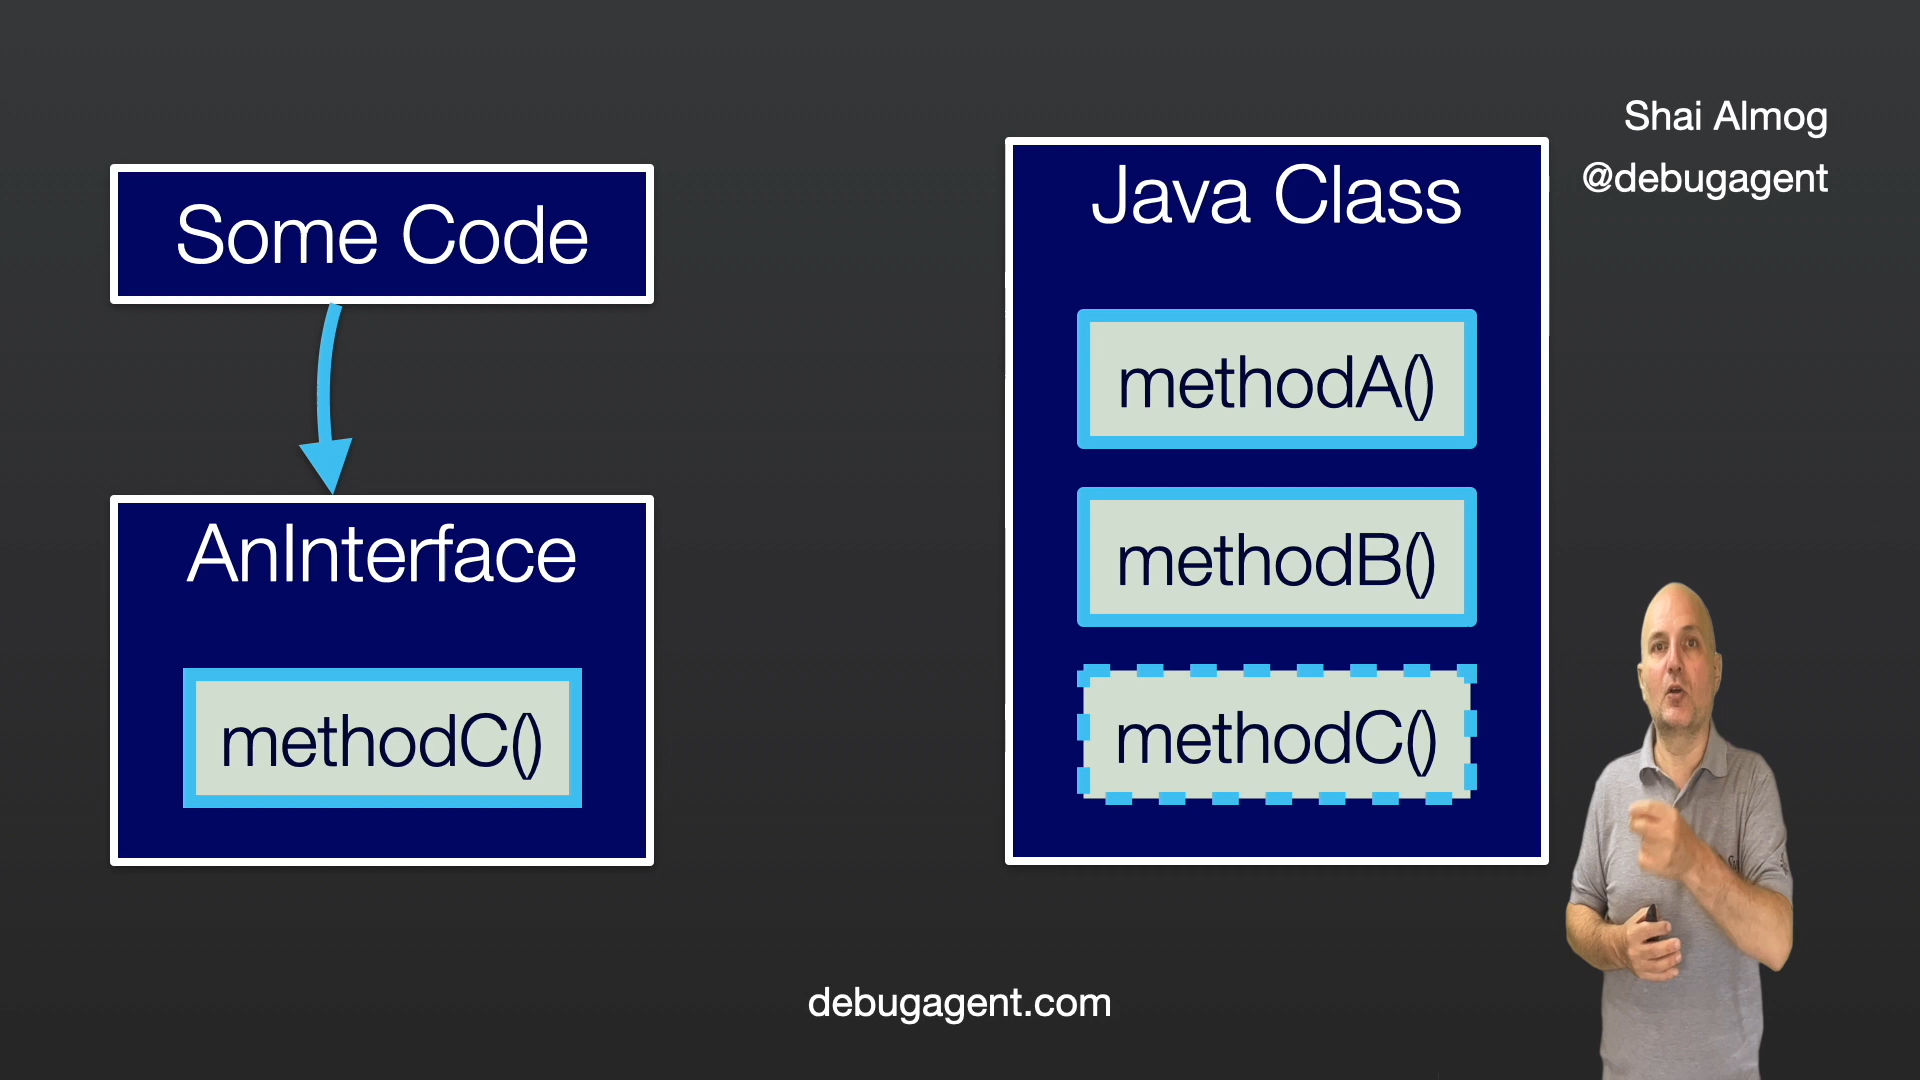 Shai Almog
@debugagent
Some Code
AnInterface
methodC()
Java Class
methodA()
methodB()
methodC()
debugagent.com